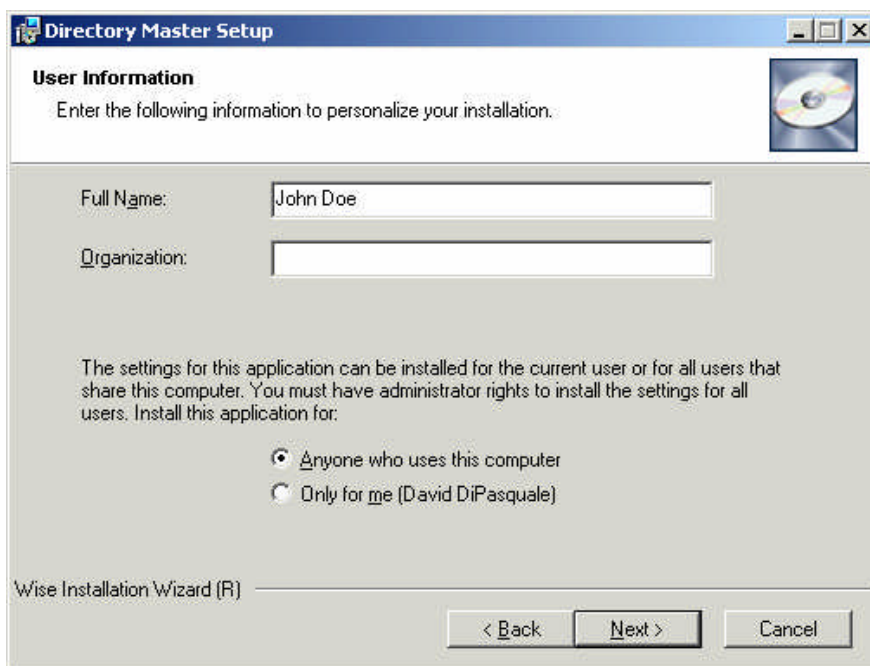 Directory Master Setup
User Information
Enter the following information to personalize your installation.
Full Name:
John Doe
Organization:
The settings for this application can be installed for the current user or for all users that
share this computer. You must have administrator rights to install the settings for all
users. Install this application for:
Anyone who uses this computer
Only for me (David DiPasquale)
Wise Installation Wizard (R)
< Back
Next >
Cancel